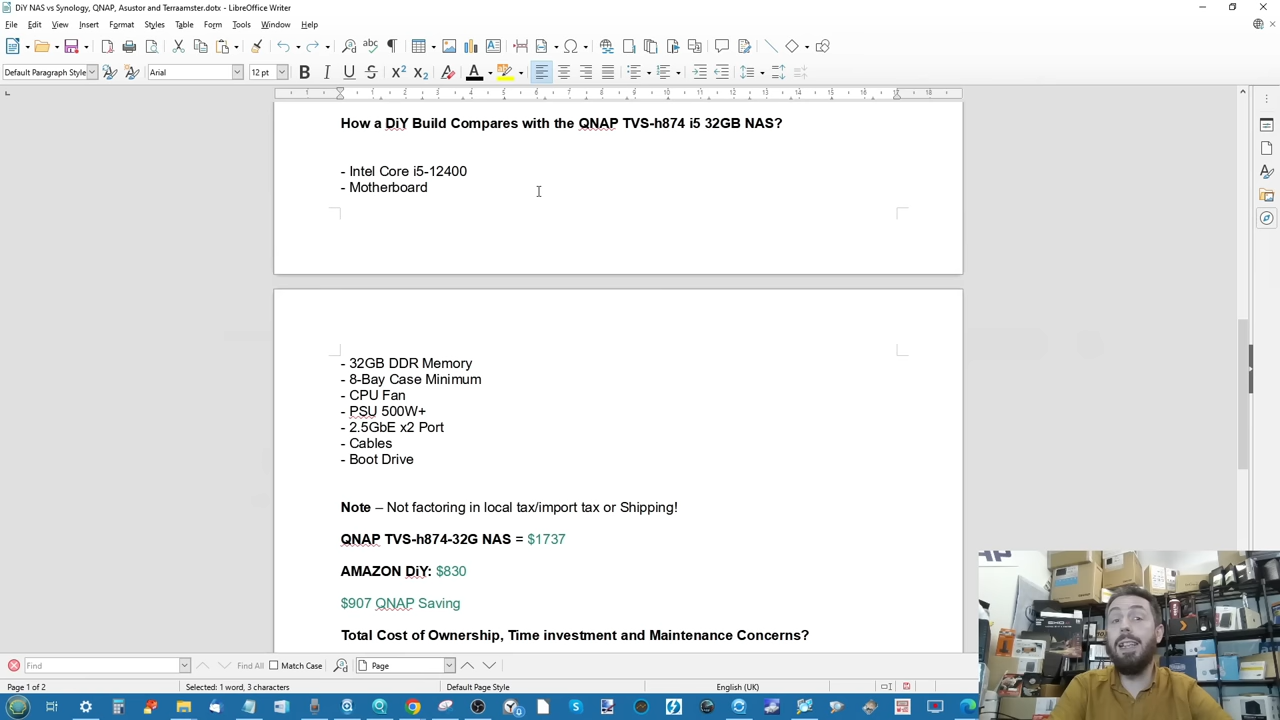 DiY NAS vs Synology, QNAP, Asustor and Terraamster.dotx - LibreOffice Writer
File Edit View Insert Format Styles Table Form Tools Window Help
Default Paragraph Style Arial 12 pt
How a DiY Build Compares with the QNAP TVS-h874 i5 32GB NAS?
- Intel Core i5-12400
- Motherboard
- 32GB DDR Memory
- 8-Bay Case Minimum
- CPU Fan
- PSU 500W+
- 2.5GbE x2 Port
- Cables
- Boot Drive
Note – Not factoring in local tax/import tax or Shipping!
QNAP TVS-h874-32G NAS = $1737
AMAZON DiY: $830
$907 QNAP Saving
Total Cost of Ownership, Time investment and Maintenance Concerns?
Find Find All Match Case Page
Page 1 of 2 Selected: 1 word, 3 characters Default Page Style English (UK)